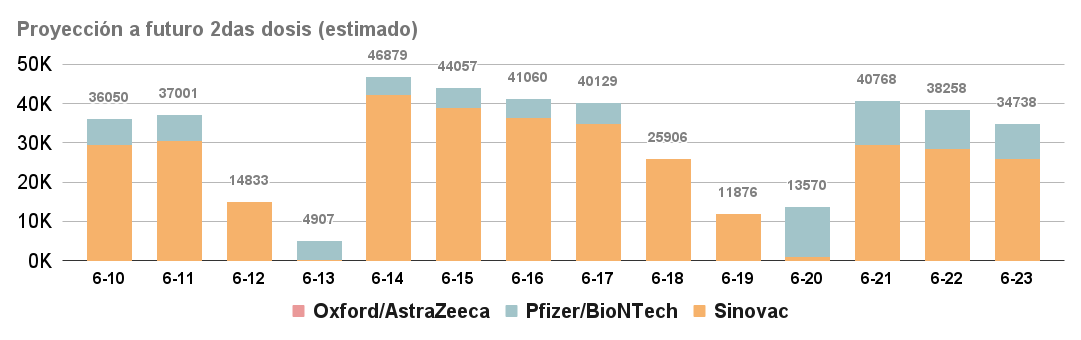 Proyección a futuro 2das dosis (estimado)
50K
40K
30K
20K
10K
0K
36050
37001
14833
4907
46879
44057
41060
40129
25906
11876
13570
40768
38258
34738
6-10 6-11 6-12 6-13 6-14 6-15 6-16 6-17 6-18 6-19 6-20 6-21 6-22 6-23
Oxford/AstraZeeca Pfizer/BioNTech Sinovac